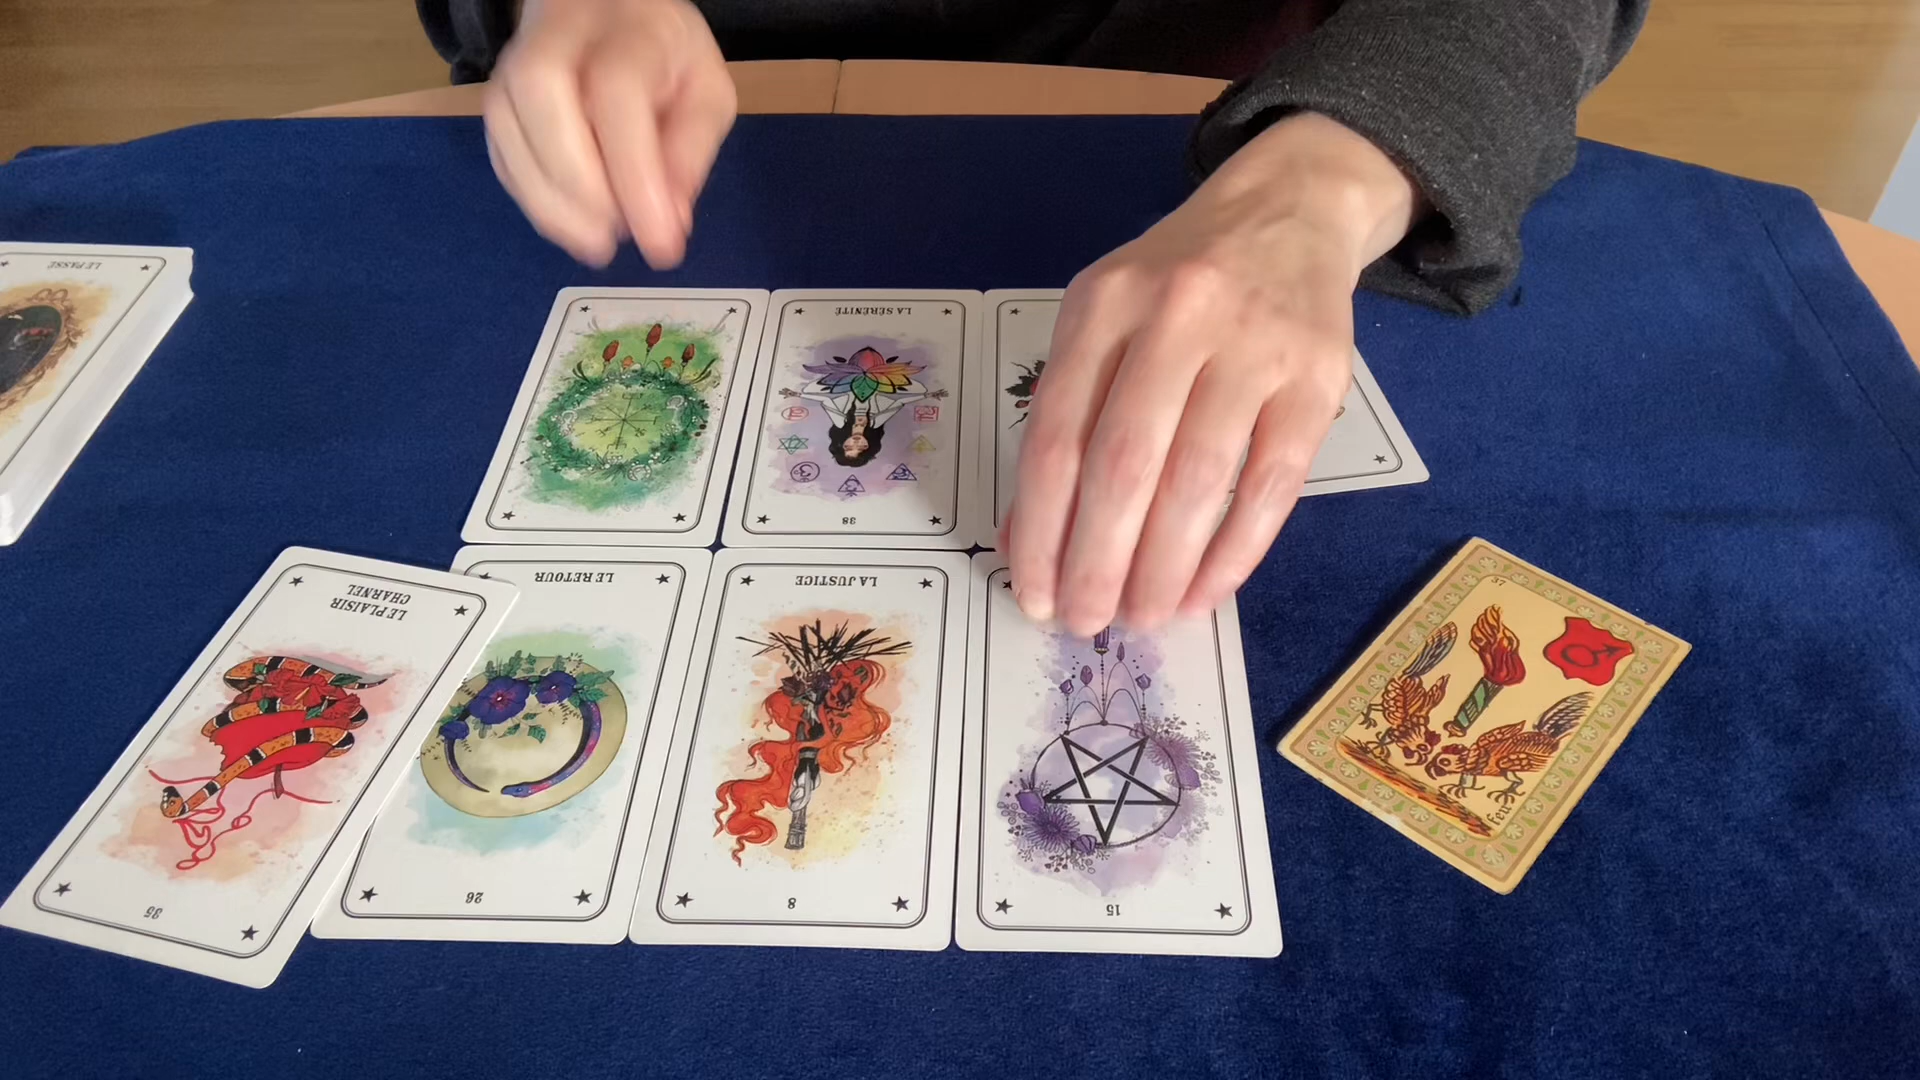 LE PASSÉ
LA SÉRÉNITÉ
38
LE PLAISIR
CHARNEL
35
LE RETOUR
26
LA JUSTICE
8
15
37
feu